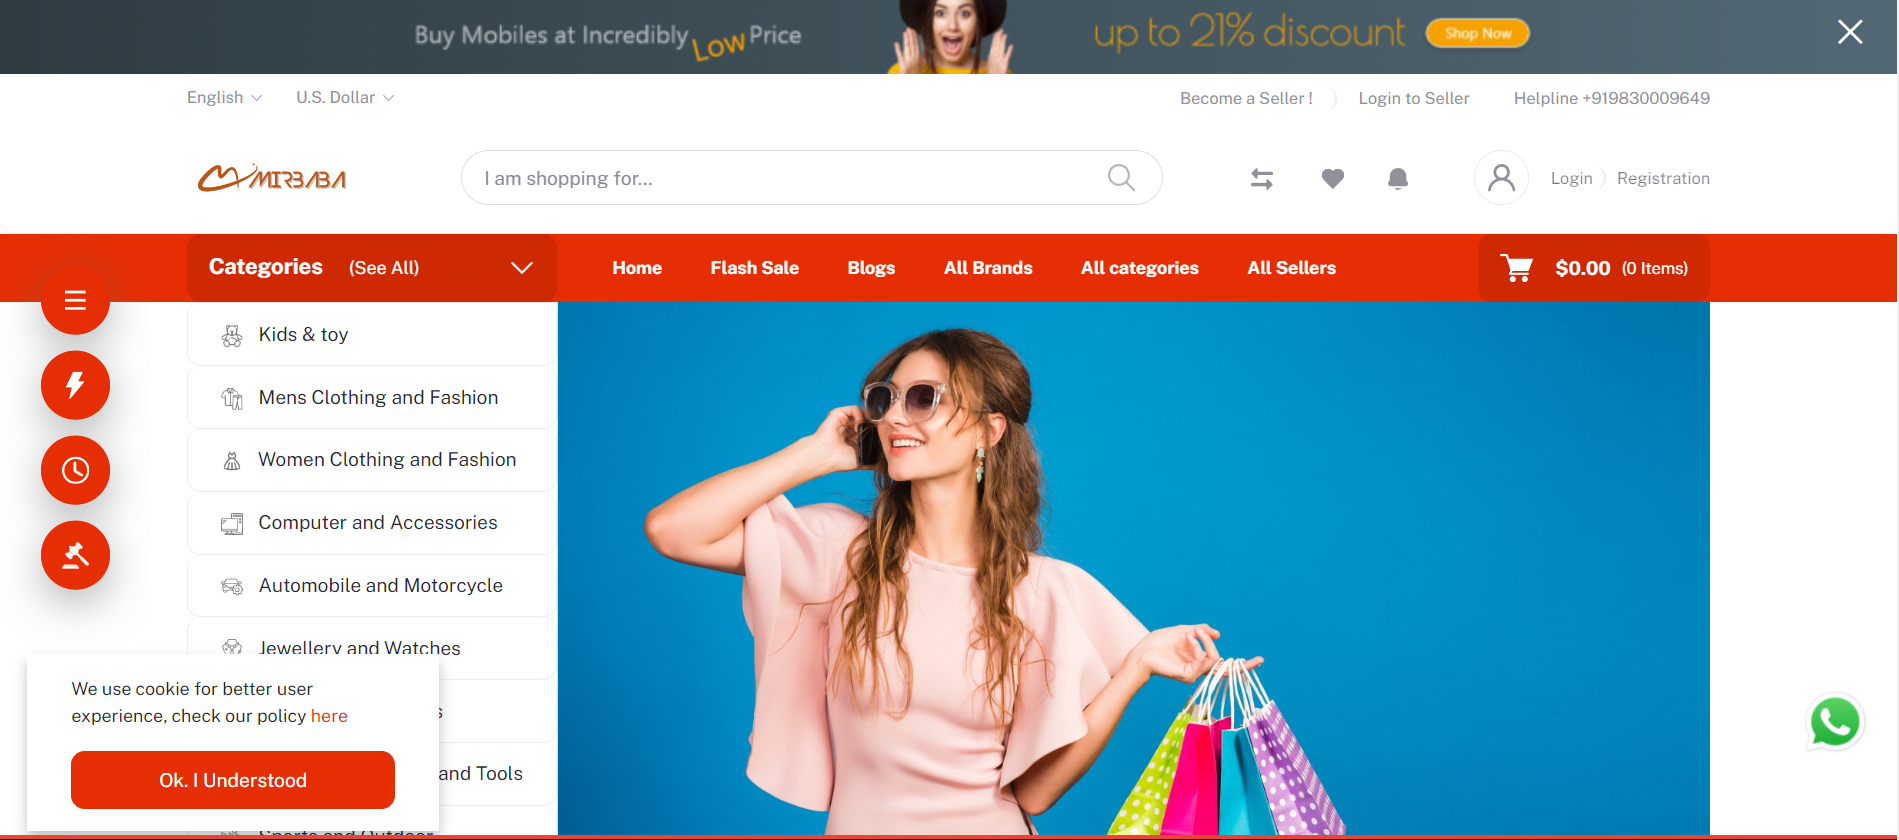 Buy Mobiles at Incredibly Low Price
up to 21% discount
Shop Now
English
U.S. Dollar
Become a Seller !
Login to Seller
Helpline +919830009649
MIRBABA
I am shopping for...
Login
Registration
Categories (See All)
Home
Flash Sale
Blogs
All Brands
All categories
All Sellers
$0.00 (0 Items)
Kids & toy
Mens Clothing and Fashion
Women Clothing and Fashion
Computer and Accessories
Automobile and Motorcycle
Jewellery and Watches
s
and Tools
Sports and Outdoor
We use cookie for better user
experience, check our policy here
Ok. I Understood